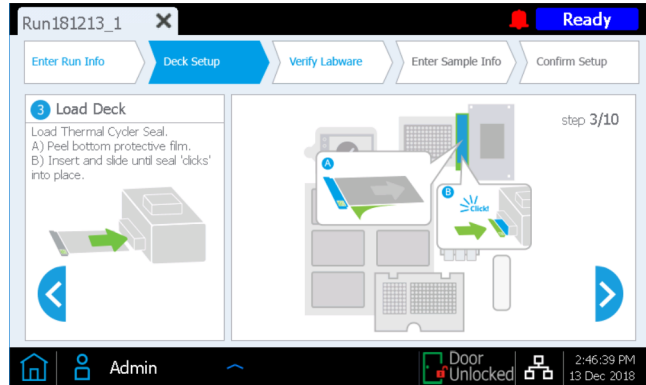 Run181213_1
Ready
Enter Run Info
Deck Setup
Verify Labware
Enter Sample Info
Confirm Setup
3 Load Deck
Load Thermal Cycler Seal.
A) Peel bottom protective film.
B) Insert and slide until seal 'clicks'
into place.
step 3/10
A
B
Click!
Admin
Door
Unlocked
2:46:39 PM
13 Dec 2018